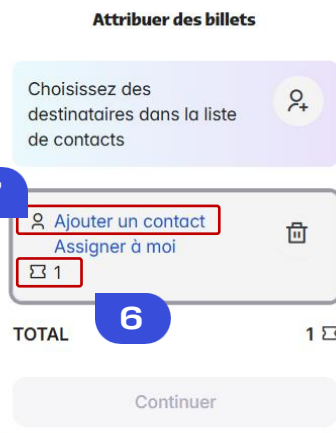 Attribuer des billets
Choisissez des
destinataires dans la liste
de contacts
Ajouter un contact
Assigner à moi
1
6
TOTAL 1
Continuer